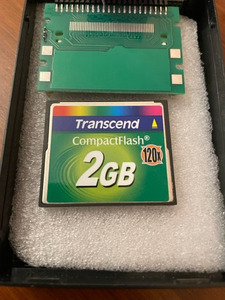 Transcend
CompactFlash®
120x
2GB